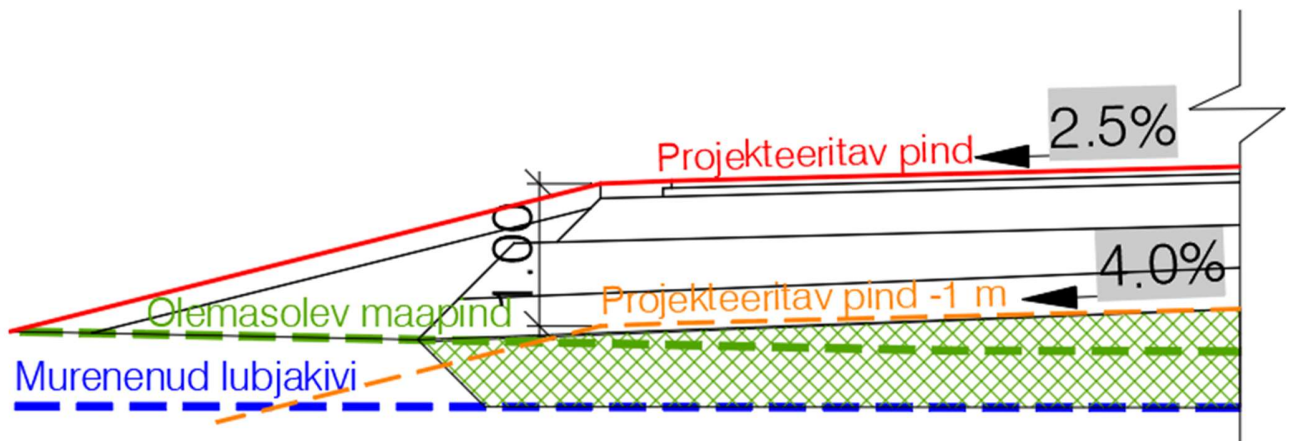 2.5%
Projekteeritav pind
1.00
4.0%
Projekteeritav pind -1 m
Olemasolev maapind
Murenenud lubjakivi